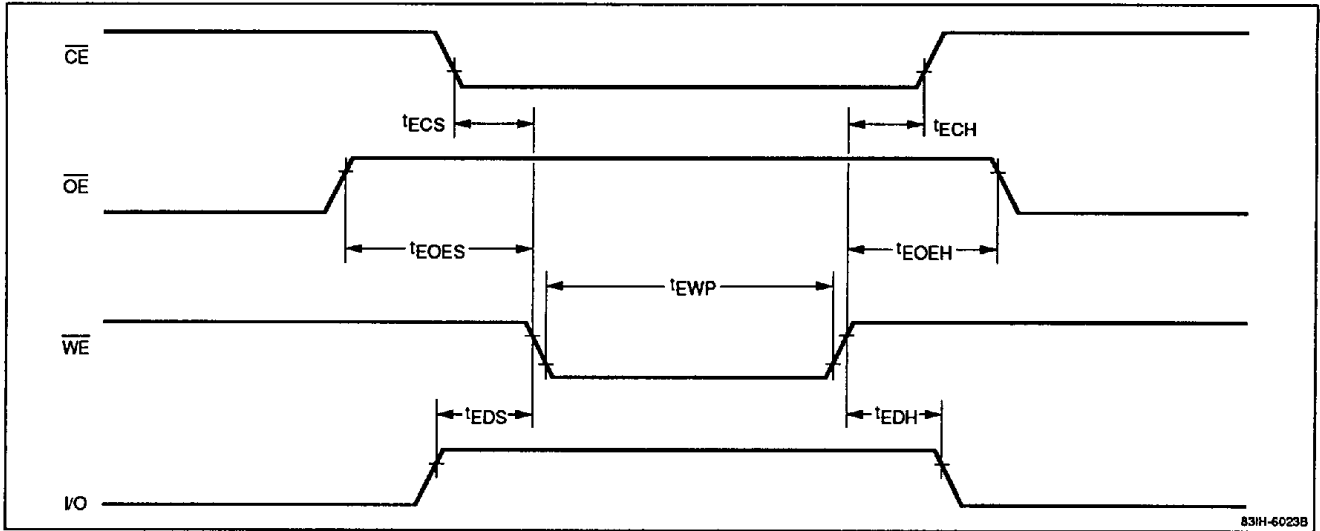 CE
tECS
tECH
OE
tEOES
tEOEH
tEWP
WE
tEDS
tEDH
I/O
83IH-6023B